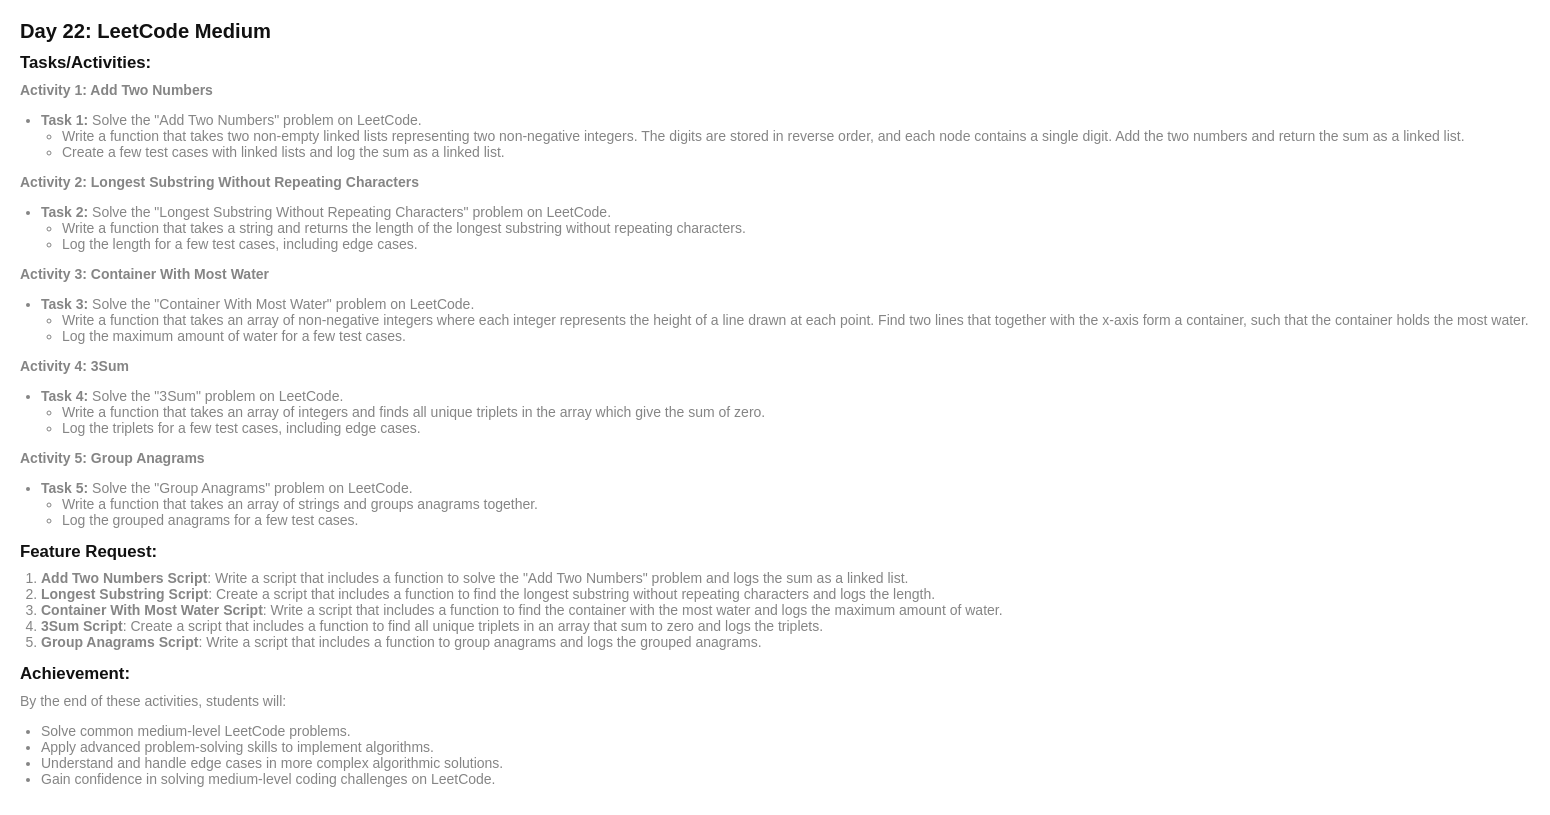 Day 22: LeetCode Medium
Tasks/Activities:
Activity 1: Add Two Numbers
• Task 1: Solve the "Add Two Numbers" problem on LeetCode.
◦ Write a function that takes two non-empty linked lists representing two non-negative integers. The digits are stored in reverse order, and each node contains a single digit. Add the two numbers and return the sum as a linked list.
◦ Create a few test cases with linked lists and log the sum as a linked list.
Activity 2: Longest Substring Without Repeating Characters
• Task 2: Solve the "Longest Substring Without Repeating Characters" problem on LeetCode.
◦ Write a function that takes a string and returns the length of the longest substring without repeating characters.
◦ Log the length for a few test cases, including edge cases.
Activity 3: Container With Most Water
• Task 3: Solve the "Container With Most Water" problem on LeetCode.
◦ Write a function that takes an array of non-negative integers where each integer represents the height of a line drawn at each point. Find two lines that together with the x-axis form a container, such that the container holds the most water.
◦ Log the maximum amount of water for a few test cases.
Activity 4: 3Sum
• Task 4: Solve the "3Sum" problem on LeetCode.
◦ Write a function that takes an array of integers and finds all unique triplets in the array which give the sum of zero.
◦ Log the triplets for a few test cases, including edge cases.
Activity 5: Group Anagrams
• Task 5: Solve the "Group Anagrams" problem on LeetCode.
◦ Write a function that takes an array of strings and groups anagrams together.
◦ Log the grouped anagrams for a few test cases.
Feature Request:
1. Add Two Numbers Script: Write a script that includes a function to solve the "Add Two Numbers" problem and logs the sum as a linked list.
2. Longest Substring Script: Create a script that includes a function to find the longest substring without repeating characters and logs the length.
3. Container With Most Water Script: Write a script that includes a function to find the container with the most water and logs the maximum amount of water.
4. 3Sum Script: Create a script that includes a function to find all unique triplets in an array that sum to zero and logs the triplets.
5. Group Anagrams Script: Write a script that includes a function to group anagrams and logs the grouped anagrams.
Achievement:
By the end of these activities, students will:
• Solve common medium-level LeetCode problems.
• Apply advanced problem-solving skills to implement algorithms.
• Understand and handle edge cases in more complex algorithmic solutions.
• Gain confidence in solving medium-level coding challenges on LeetCode.